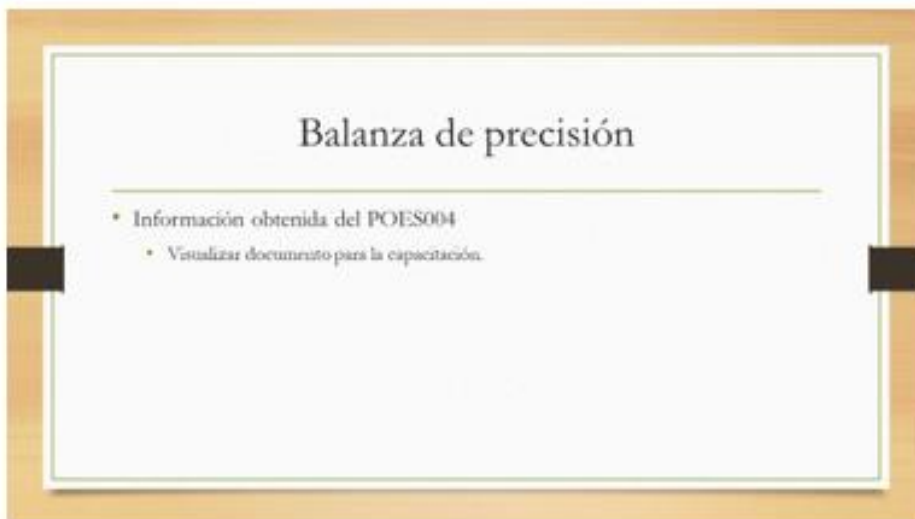 Balanza de precisión
• Información obtenida del POES004
• Visualizar documento para la capacitación.